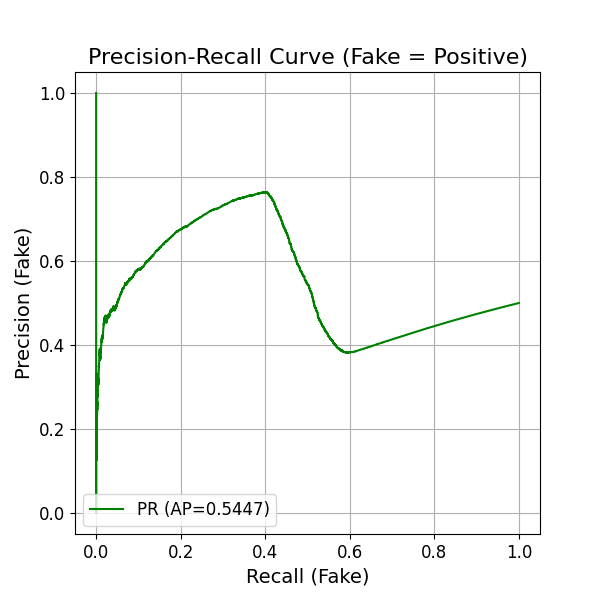 Precision-Recall Curve (Fake = Positive)
1.0
0.8
0.6
0.4
0.2
0.0
Precision (Fake)
PR (AP=0.5447)
0.0 0.2 0.4 0.6 0.8 1.0
Recall (Fake)